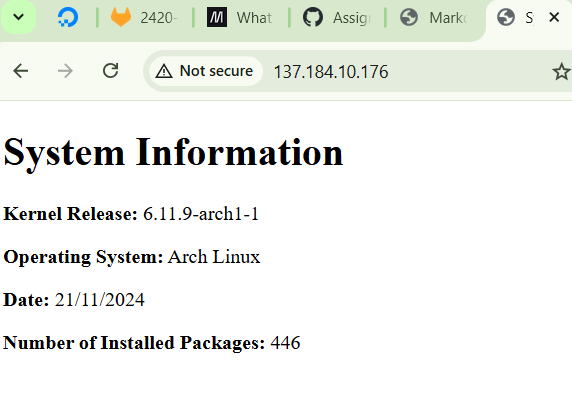 2420-
What
Assig
Marko
S
Not secure
137.184.10.176
System Information
Kernel Release: 6.11.9-arch1-1
Operating System: Arch Linux
Date: 21/11/2024
Number of Installed Packages: 446